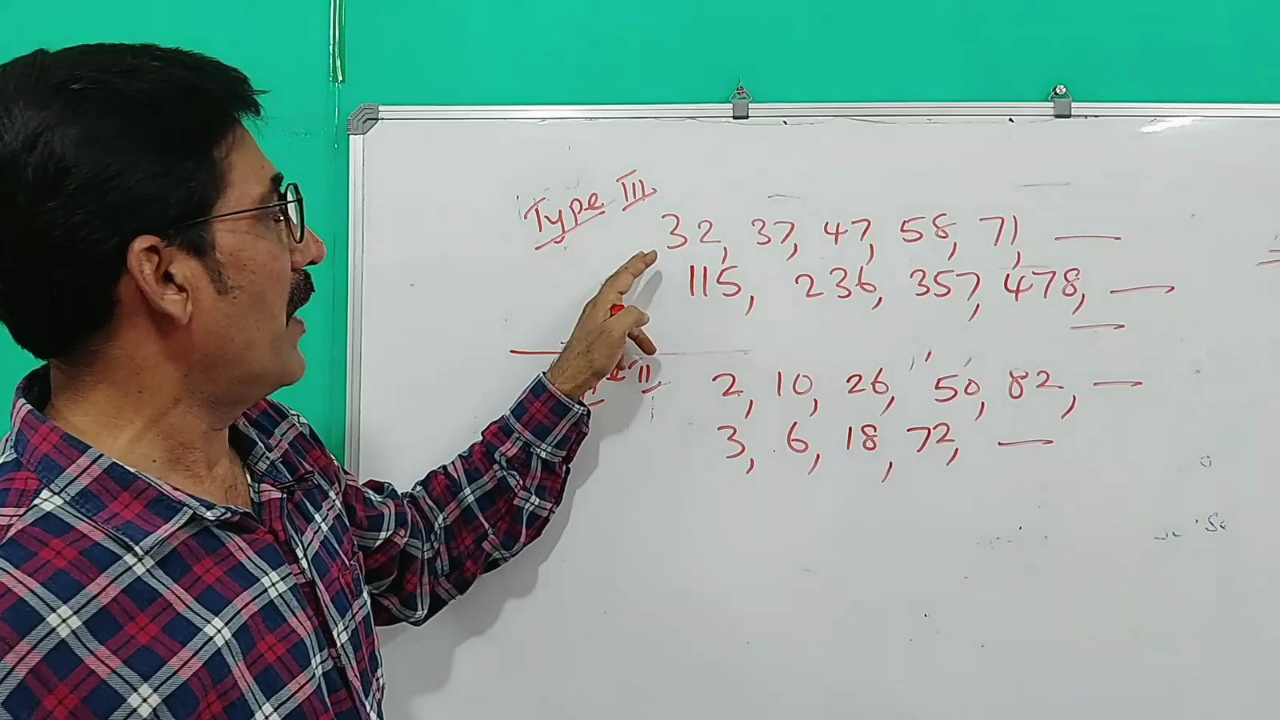 Type III
32, 37, 47, 58, 71, —
115, 236, 357, 478, —
II
2, 10, 26, 50, 82, —
3, 6, 18, 72, —